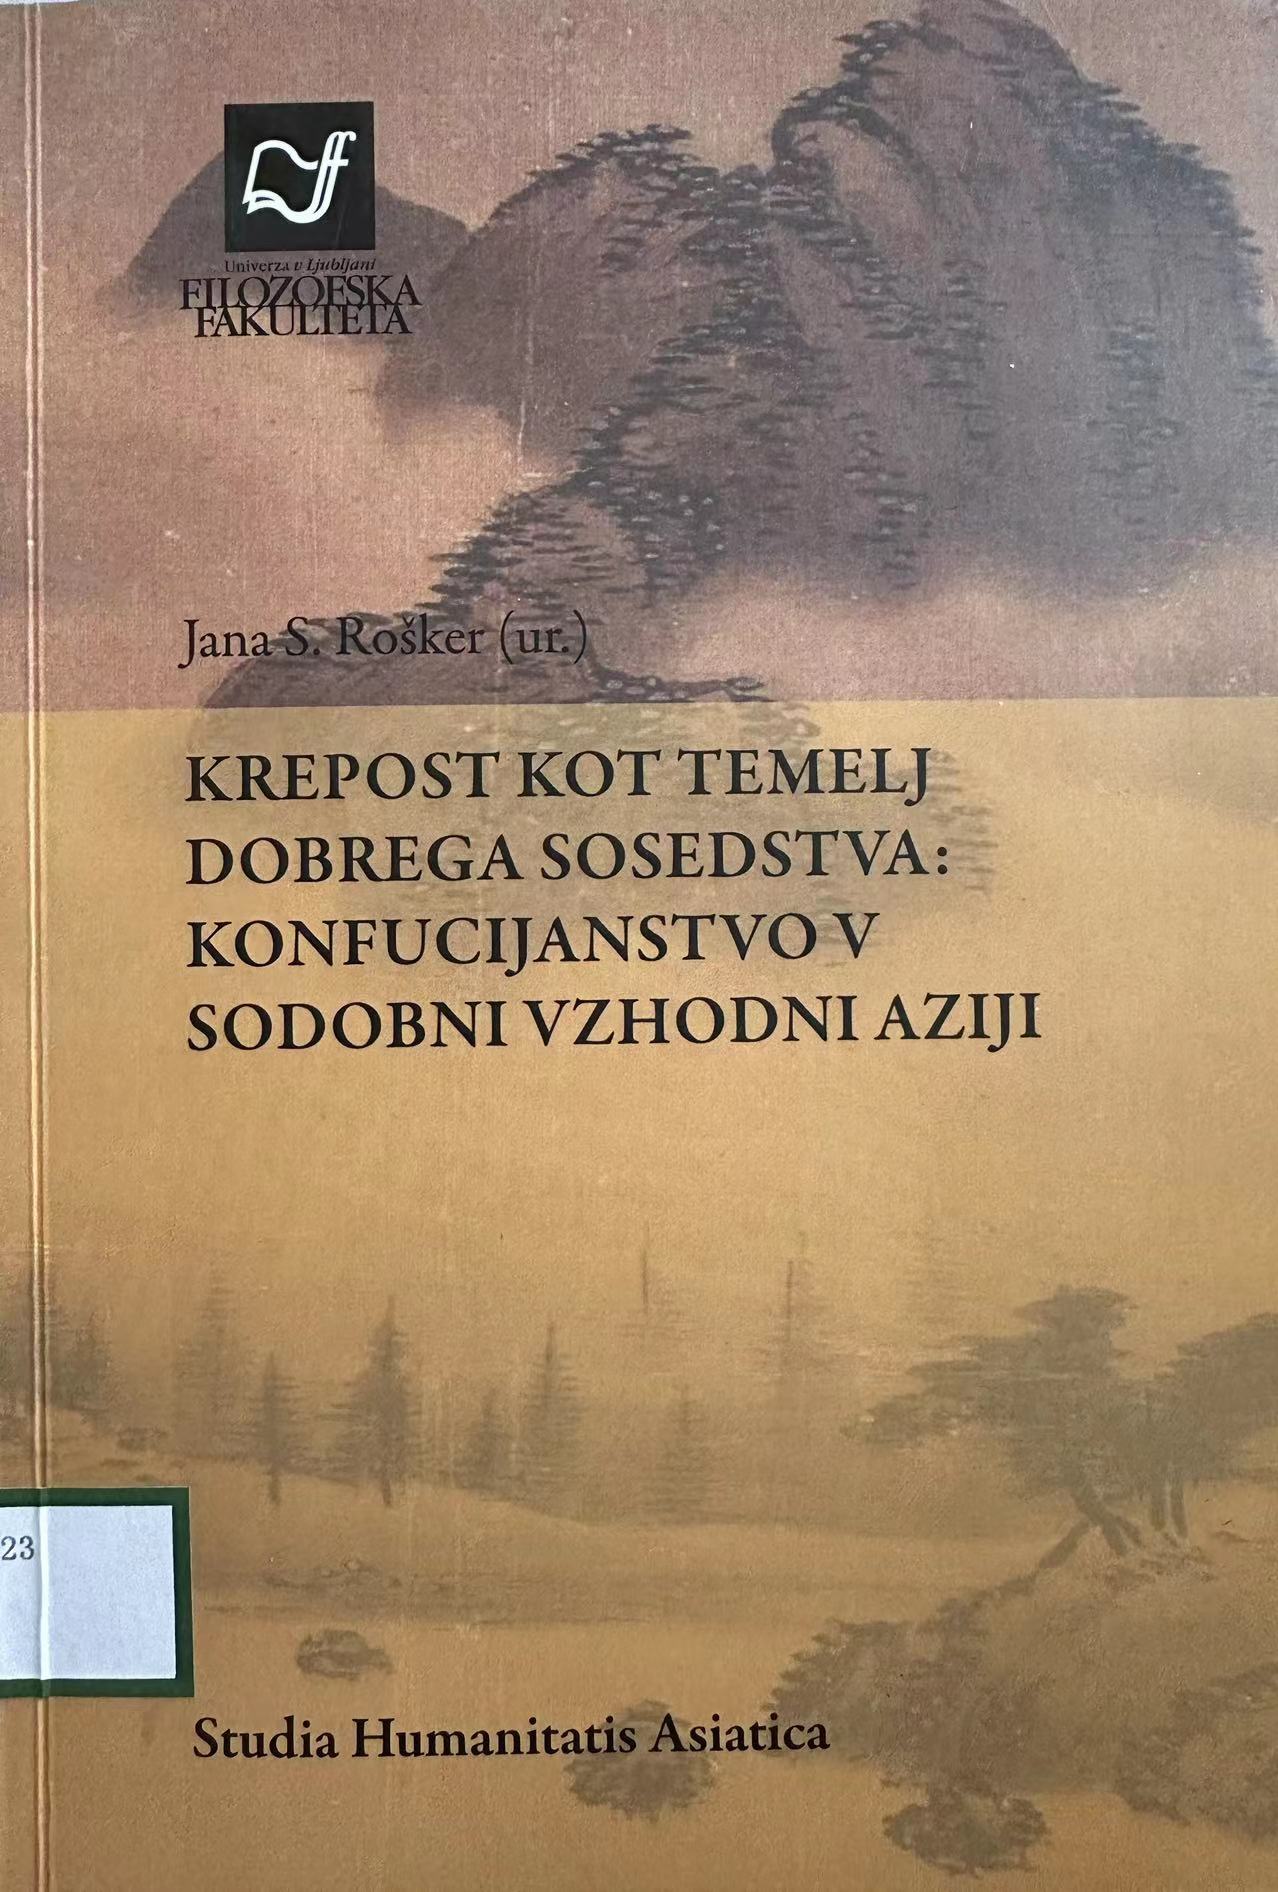 Univerza v Ljubljani
FILOZOFSKA
FAKULTETA
Jana S. Rošker (ur.)
KREPOST KOT TEMELJ
DOBREGA SOSEDSTVA:
KONFUCIJANSTVO V
SODOBNI VZHODNI AZIJI
23
Studia Humanitatis Asiatica